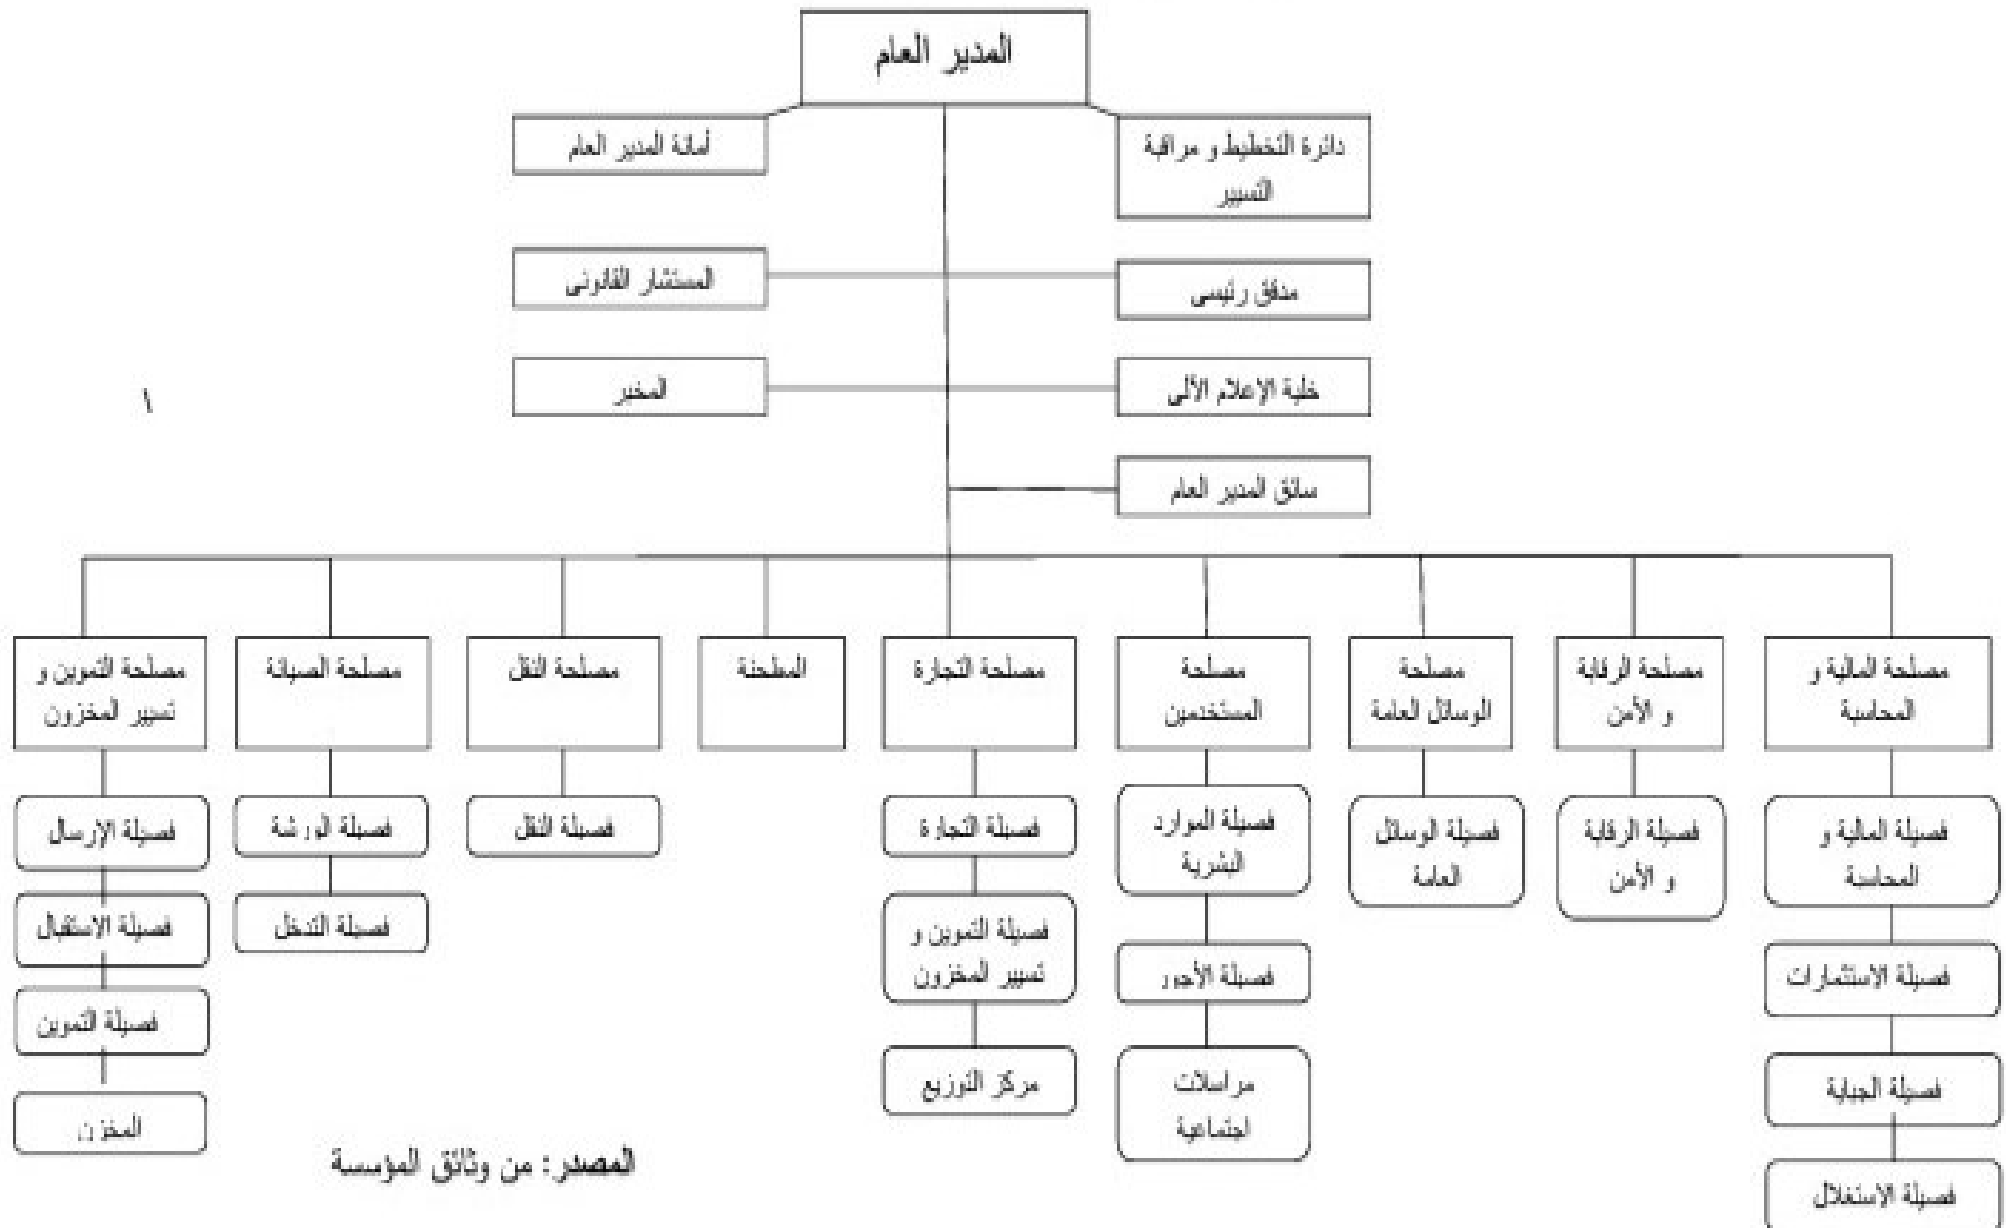 المدير العام
دائرة التخطيط و مراقبة
التسيير
أمانة المدير العام
مدقق رئيسي
المستشار القانوني
خلية الإعلام الآلي
المخبر
١
سائق المدير العام
مصلحة المالية و
المحاسبة
مصلحة الرقابة
و الأمن
مصلحة
الوسائل العامة
مصلحة
المستخدمين
مصلحة التجارة
المطحنة
مصلحة النقل
مصلحة الصيانة
مصلحة التموين و
تسيير المخزون
فصيلة المالية و
المحاسبة
فصيلة الاستثمارات
فصيلة الجباية
فصيلة الاستغلال
فصيلة الرقابة
و الأمن
فصيلة الوسائل
العامة
فصيلة الموارد
البشرية
فصيلة الأجور
مراسلات
اجتماعية
فصيلة التجارة
فصيلة التموين و
تسيير المخزون
مركز التوزيع
فصيلة النقل
فصيلة الورشة
فصيلة التدخل
فصيلة الإرسال
فصيلة الاستقبال
فصيلة التموين
المخزن
المصدر: من وثائق المؤسسة